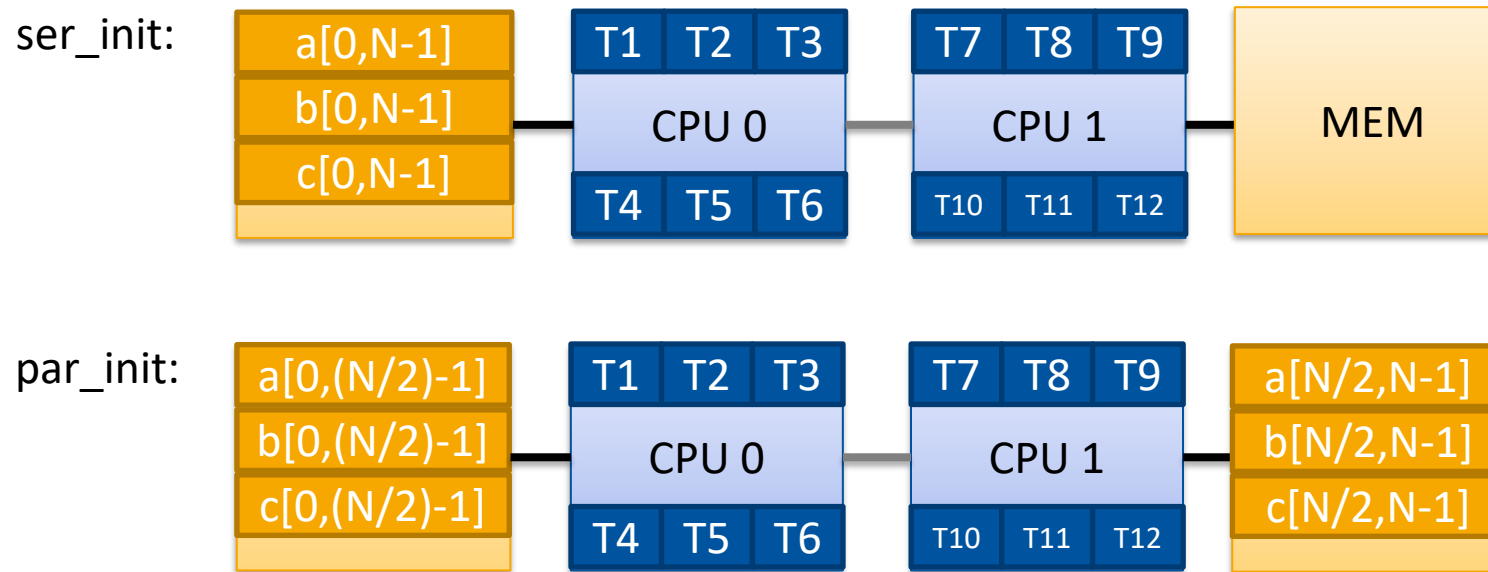 ser_init:
a[0,N-1]
b[0,N-1]
c[0,N-1]
T1 T2 T3
CPU 0
T4 T5 T6
T7 T8 T9
CPU 1
T10 T11 T12
MEM
par_init:
a[0,(N/2)-1]
b[0,(N/2)-1]
c[0,(N/2)-1]
T1 T2 T3
CPU 0
T4 T5 T6
T7 T8 T9
CPU 1
T10 T11 T12
a[N/2,N-1]
b[N/2,N-1]
c[N/2,N-1]